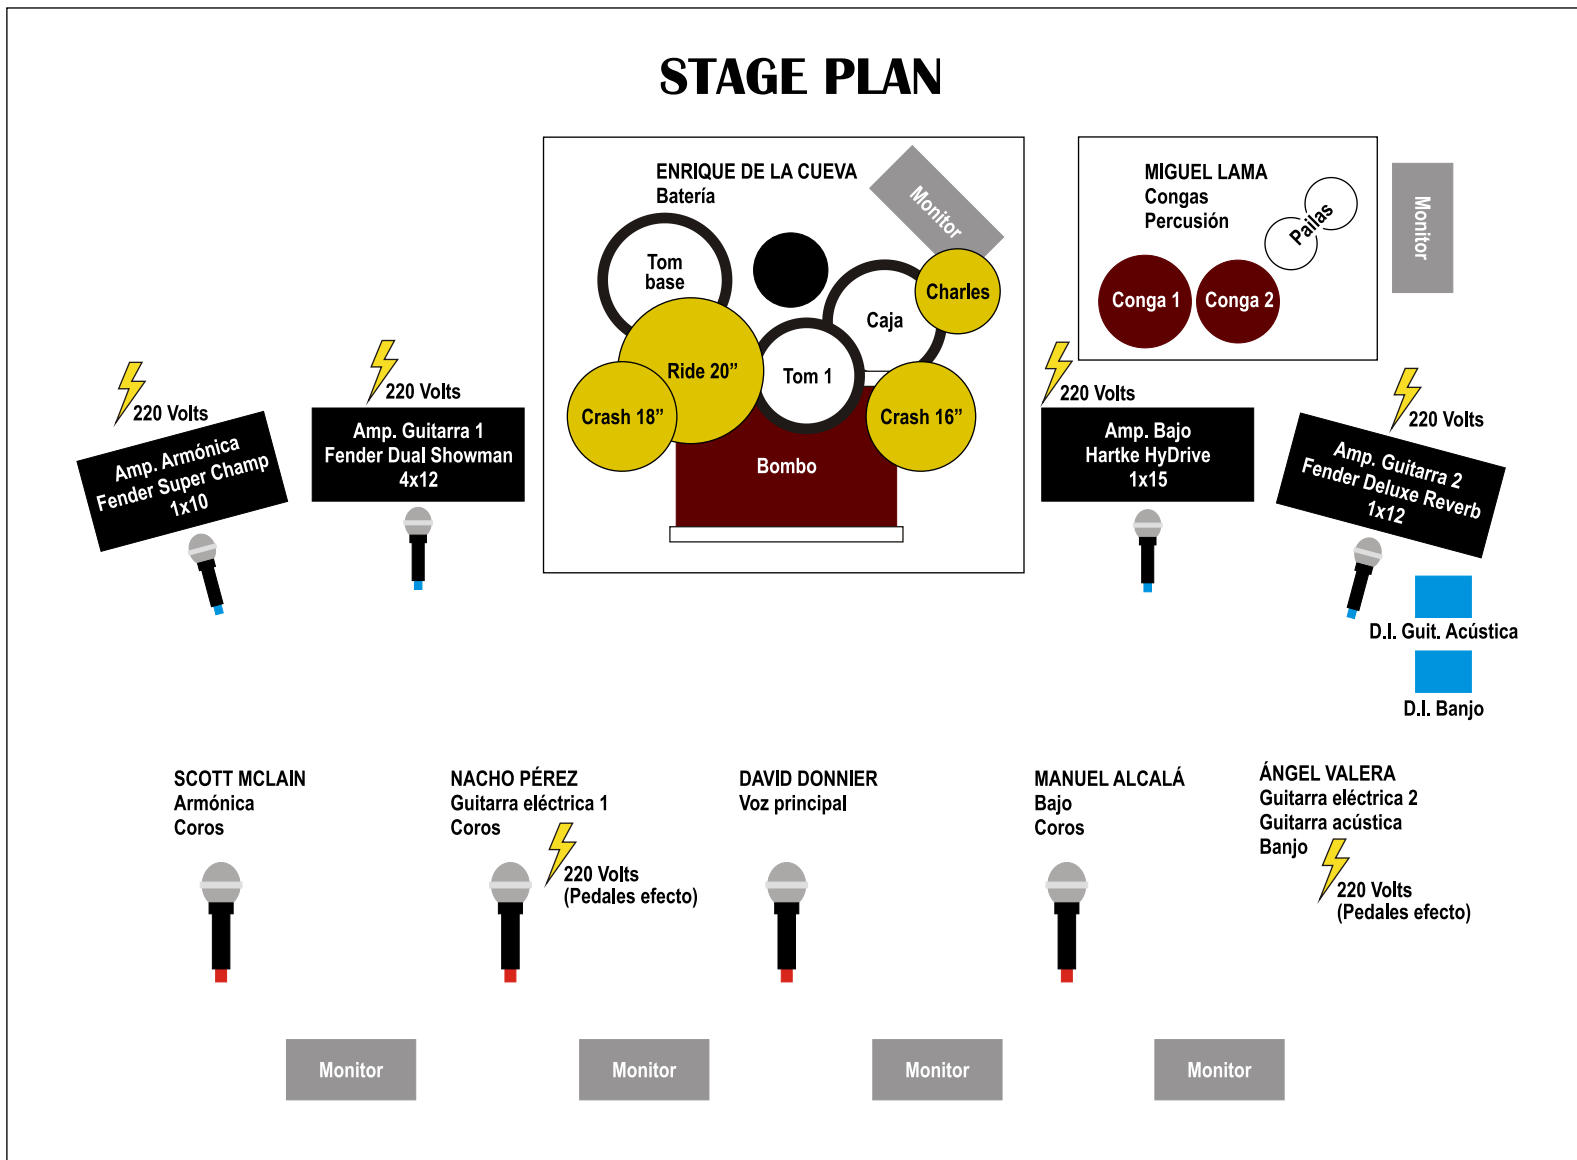 STAGE PLAN
ENRIQUE DE LA CUEVA
Batería
Monitor
Tom
base
Charles
Caja
Ride 20”
Tom 1
Crash 18”
Crash 16”
Bombo
MIGUEL LAMA
Congas
Percusión
Pailas
Conga 1
Conga 2
Monitor
220 Volts
Amp. Armónica
Fender Super Champ
1x10
220 Volts
Amp. Guitarra 1
Fender Dual Showman
4x12
220 Volts
Amp. Bajo
Hartke HyDrive
1x15
220 Volts
Amp. Guitarra 2
Fender Deluxe Reverb
1x12
D.I. Guit. Acústica
D.I. Banjo
SCOTT MCLAIN
Armónica
Coros
NACHO PÉREZ
Guitarra eléctrica 1
Coros
220 Volts
(Pedales efecto)
DAVID DONNIER
Voz principal
MANUEL ALCALÁ
Bajo
Coros
ÁNGEL VALERA
Guitarra eléctrica 2
Guitarra acústica
Banjo
220 Volts
(Pedales efecto)
Monitor
Monitor
Monitor
Monitor